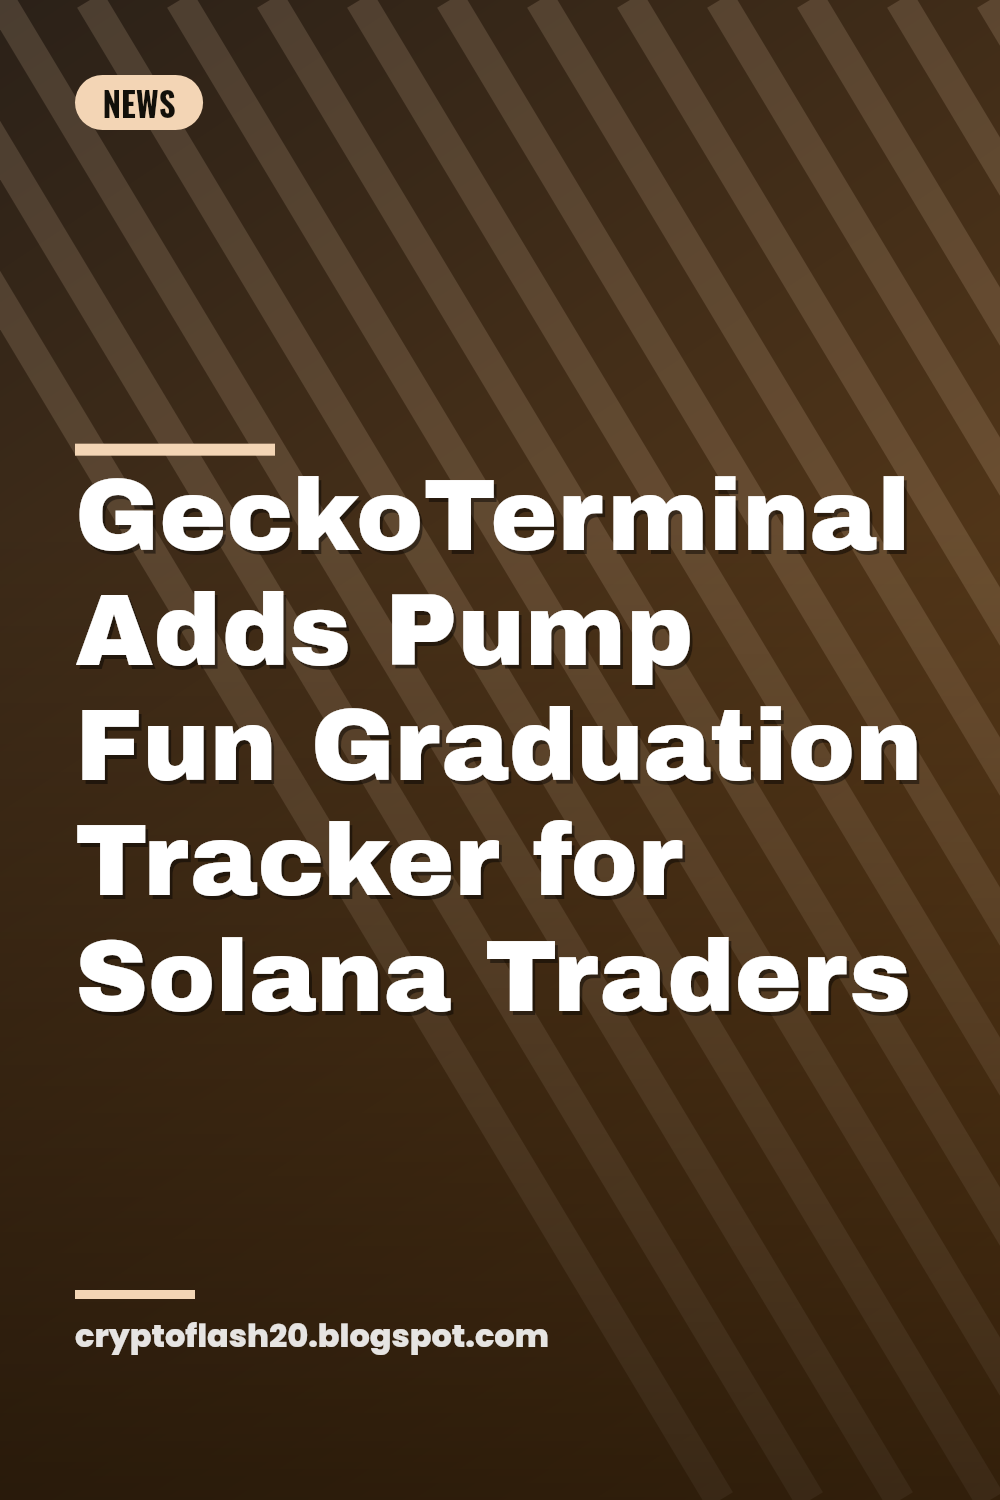 NEWS
GeckoTerminal
Adds Pump
Fun Graduation
Tracker for
Solana Traders
cryptoflash20.blogspot.com